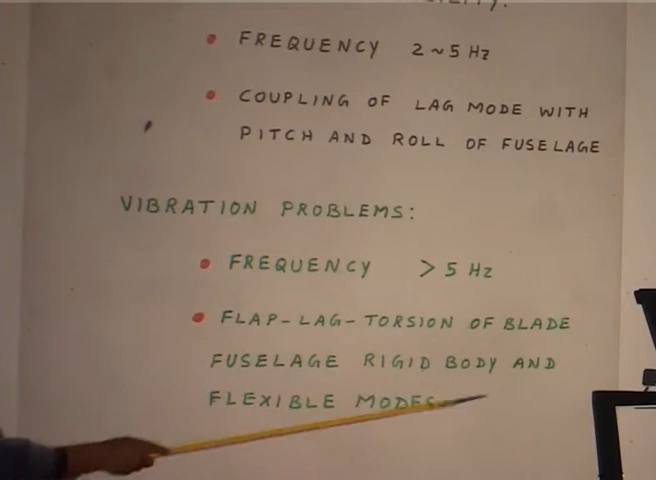 • FREQUENCY 2~5 Hz
• COUPLING OF LAG MODE WITH
PITCH AND ROLL OF FUSELAGE
VIBRATION PROBLEMS:
• FREQUENCY > 5 Hz
• FLAP-LAG-TORSION OF BLADE
FUSELAGE RIGID BODY AND
FLEXIBLE MODES